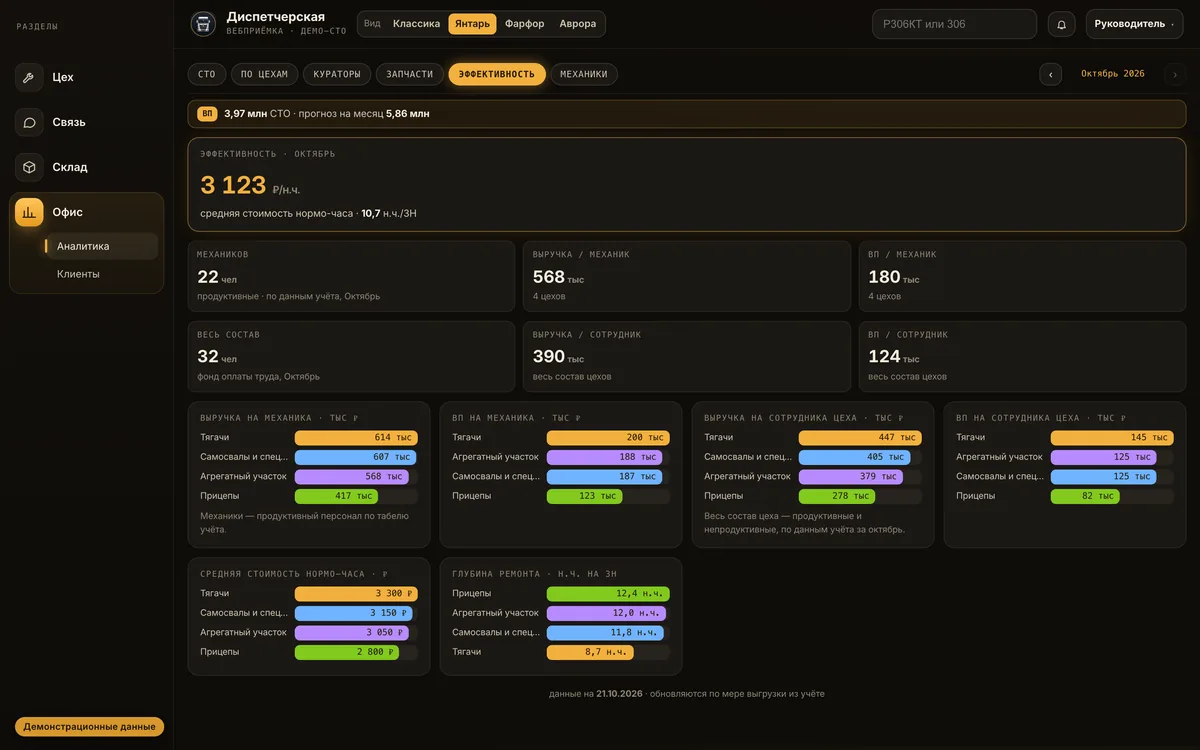 РАЗДЕЛЫ
Цех
Связь
Склад
Офис
Аналитика
Клиенты
Демонстрационные данные
Диспетчерская
ВЕБПРИЁМКА · ДЕМО-СТО
Вид Классика Янтарь Фарфор Аврора
Р306КТ или 306
Руководитель
СТО ПО ЦЕХАМ КУРАТОРЫ ЗАПЧАСТИ ЭФФЕКТИВНОСТЬ МЕХАНИКИ
‹ Октябрь 2026 ›
ВП 3,97 млн СТО · прогноз на месяц 5,86 млн
ЭФФЕКТИВНОСТЬ · ОКТЯБРЬ
3 123 ₽/н.ч.
средняя стоимость нормо-часа · 10,7 н.ч./ЗН
МЕХАНИКОВ
22 чел
продуктивные · по данным учёта, Октябрь
ВЫРУЧКА / МЕХАНИК
568 тыс
4 цехов
ВП / МЕХАНИК
180 тыс
4 цехов
ВЕСЬ СОСТАВ
32 чел
фонд оплаты труда, Октябрь
ВЫРУЧКА / СОТРУДНИК
390 тыс
весь состав цехов
ВП / СОТРУДНИК
124 тыс
весь состав цехов
ВЫРУЧКА НА МЕХАНИКА · ТЫС ₽
Тягачи 614 тыс
Самосвалы и спец… 607 тыс
Агрегатный участок 568 тыс
Прицепы 417 тыс
Механики — продуктивный персонал по табелю
учёта.
ВП НА МЕХАНИКА · ТЫС ₽
Тягачи 200 тыс
Агрегатный участок 188 тыс
Самосвалы и спец… 187 тыс
Прицепы 123 тыс
ВЫРУЧКА НА СОТРУДНИКА ЦЕХА · ТЫС ₽
Тягачи 447 тыс
Самосвалы и спец… 405 тыс
Агрегатный участок 379 тыс
Прицепы 278 тыс
Весь состав цеха — продуктивные и
непродуктивные, по данным учёта за октябрь.
ВП НА СОТРУДНИКА ЦЕХА · ТЫС ₽
Тягачи 145 тыс
Агрегатный участок 125 тыс
Самосвалы и спец… 125 тыс
Прицепы 82 тыс
СРЕДНЯЯ СТОИМОСТЬ НОРМО-ЧАСА · ₽
Тягачи 3 300 ₽
Самосвалы и спец… 3 150 ₽
Агрегатный участок 3 050 ₽
Прицепы 2 800 ₽
ГЛУБИНА РЕМОНТА · Н.Ч. НА ЗН
Прицепы 12,4 н.ч.
Агрегатный участок 12,0 н.ч.
Самосвалы и спец… 11,8 н.ч.
Тягачи 8,7 н.ч.
данные на 21.10.2026 · обновляются по мере выгрузки из учёте